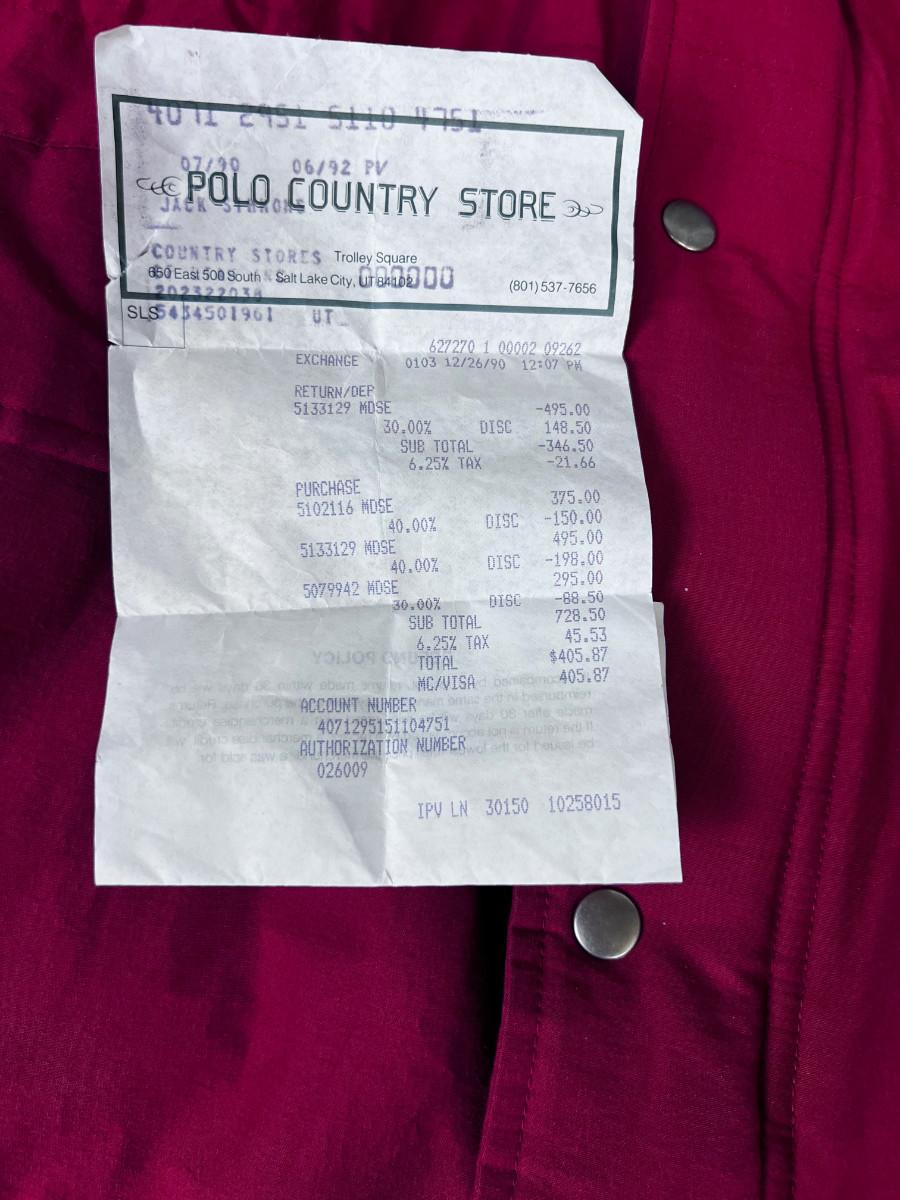 4071 2951 5110 4751
07/90 06/92 PV
POLO COUNTRY STORE
JACK
COUNTRY STORES Trolley Square
650 East 500 South Salt Lake City, UT 84102
(801) 537-7656
SLS 5434501961 UT
627270 1 00002 09262
EXCHANGE 0103 12/26/90 12:07 PM
RETURN/DEP
5133129 MDSE -495.00
30.00% DISC 148.50
SUB TOTAL -346.50
6.25% TAX -21.66
PURCHASE
5102116 MDSE 375.00
40.00% DISC -150.00
5133129 MDSE 495.00
40.00% DISC -198.00
5079942 MDSE 295.00
30.00% DISC -88.50
SUB TOTAL 728.50
6.25% TAX 45.53
TOTAL $405.87
MC/VISA 405.87
ACCOUNT NUMBER
4071295151104751
AUTHORIZATION NUMBER
026009
IPV LN 30150 10258015